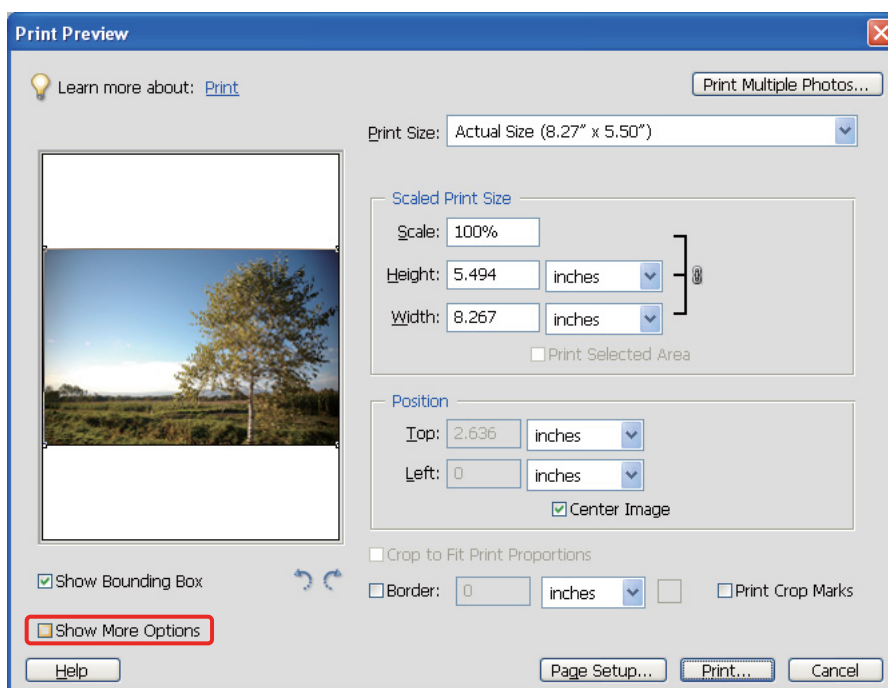 Print Preview
Learn more about: Print
Print Multiple Photos...
Print Size: Actual Size (8.27" x 5.50")
Scaled Print Size
Scale: 100%
Height: 5.494 inches
Width: 8.267 inches
Print Selected Area
Position
Top: 2.636 inches
Left: 0 inches
Center Image
Crop to Fit Print Proportions
Show Bounding Box
Border: 0 inches Print Crop Marks
Show More Options
Help Page Setup... Print... Cancel